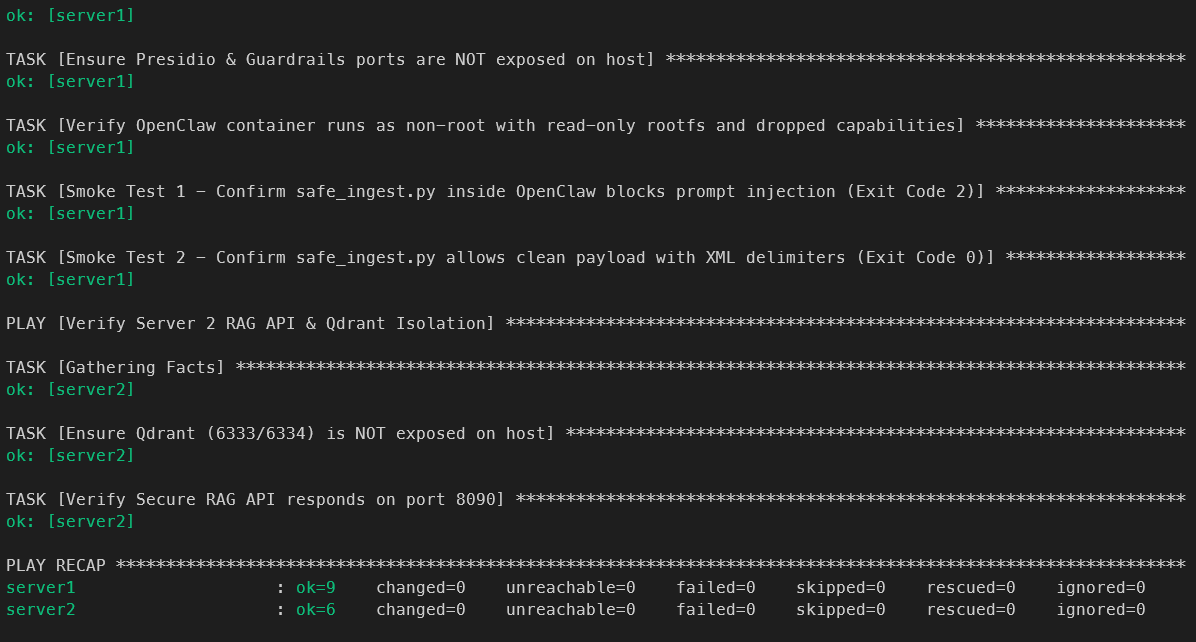 ok: [server1]
TASK [Ensure Presidio & Guardrails ports are NOT exposed on host] ****************************************************
ok: [server1]
TASK [Verify OpenClaw container runs as non-root with read-only rootfs and dropped capabilities] *********************
ok: [server1]
TASK [Smoke Test 1 - Confirm safe_ingest.py inside OpenClaw blocks prompt injection (Exit Code 2)] *******************
ok: [server1]
TASK [Smoke Test 2 - Confirm safe_ingest.py allows clean payload with XML delimiters (Exit Code 0)] ******************
ok: [server1]
PLAY [Verify Server 2 RAG API & Qdrant Isolation] ********************************************************************
TASK [Gathering Facts] ***********************************************************************************************
ok: [server2]
TASK [Ensure Qdrant (6333/6334) is NOT exposed on host] **************************************************************
ok: [server2]
TASK [Verify Secure RAG API responds on port 8090] *******************************************************************
ok: [server2]
PLAY RECAP ***********************************************************************************************************
server1                    : ok=9    changed=0    unreachable=0    failed=0    skipped=0    rescued=0    ignored=0
server2                    : ok=6    changed=0    unreachable=0    failed=0    skipped=0    rescued=0    ignored=0